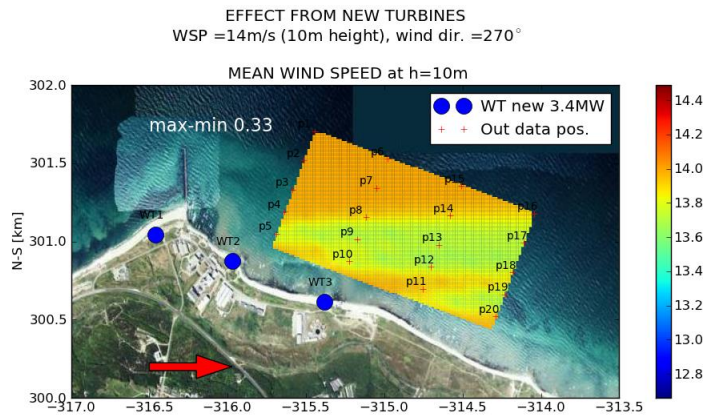 EFFECT FROM NEW TURBINES
WSP =14m/s (10m height), wind dir. =270°
MEAN WIND SPEED at h=10m
302.0
301.5
301.0
300.5
300.0
N-S [km]
max-min 0.33
WT new 3.4MW
Out data pos.
p2
p3
p4
p5
p6
p7
p8
p9
p10
p11
p12
p13
p14
p15
p16
p17
p18
p19
p20
WT1
WT2
WT3
−317.0
−316.5
−316.0
−315.5
−315.0
−314.5
−314.0
−313.5
14.4
14.2
14.0
13.8
13.6
13.4
13.2
13.0
12.8